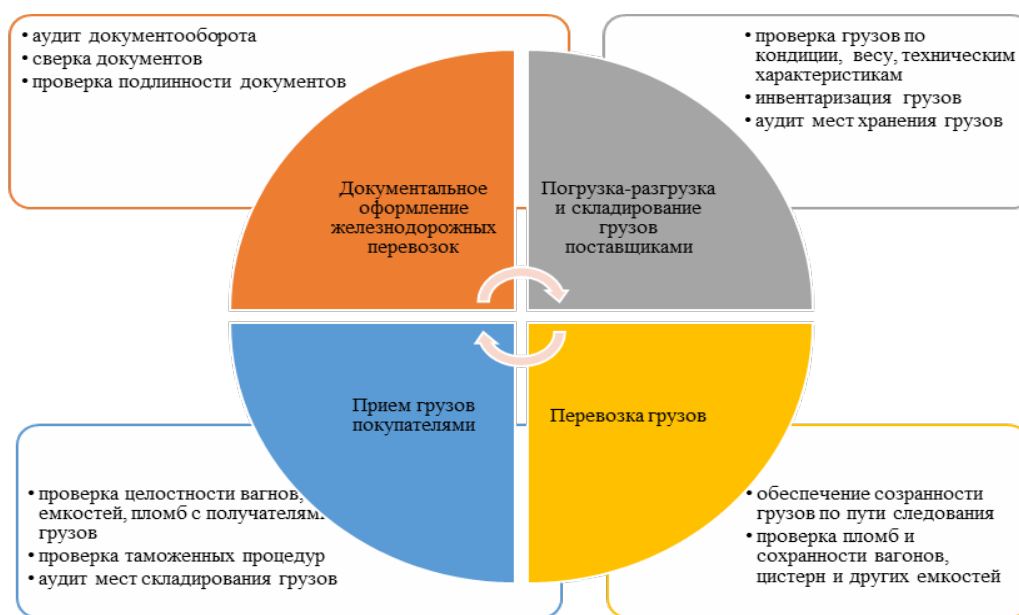 • аудит документооборота
• сверка документов
• проверка подлинности документов
• проверка грузов по
кондиции, весу, техническим
характеристикам
• инвентаризация грузов
• аудит мест хранения грузов
Документальное
оформление
железнодорожных
перевозок
Погрузка-разгрузка
и складирование
грузов
поставщиками
Прием грузов
покупателями
Перевозка грузов
• проверка целостности вагнов,
емкостей, пломб с получателями
грузов
• проверка таможенных процедур
• аудит мест складирования грузов
• обеспечение созранности
грузов по пути следования
• проверка пломб и
сохранности вагонов,
цистерн и других емкостей